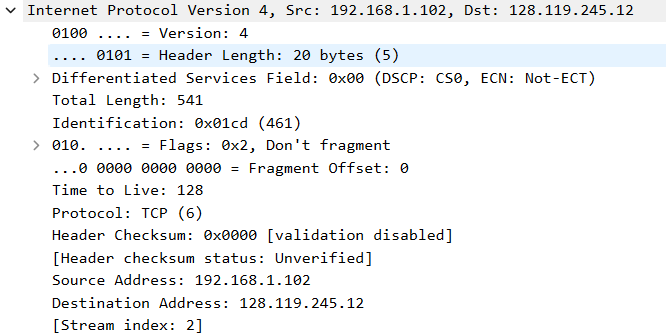 Internet Protocol Version 4, Src: 192.168.1.102, Dst: 128.119.245.12
0100 .... = Version: 4
.... 0101 = Header Length: 20 bytes (5)
Differentiated Services Field: 0x00 (DSCP: CS0, ECN: Not-ECT)
Total Length: 541
Identification: 0x01cd (461)
010. .... = Flags: 0x2, Don't fragment
...0 0000 0000 0000 = Fragment Offset: 0
Time to Live: 128
Protocol: TCP (6)
Header Checksum: 0x0000 [validation disabled]
[Header checksum status: Unverified]
Source Address: 192.168.1.102
Destination Address: 128.119.245.12
[Stream index: 2]